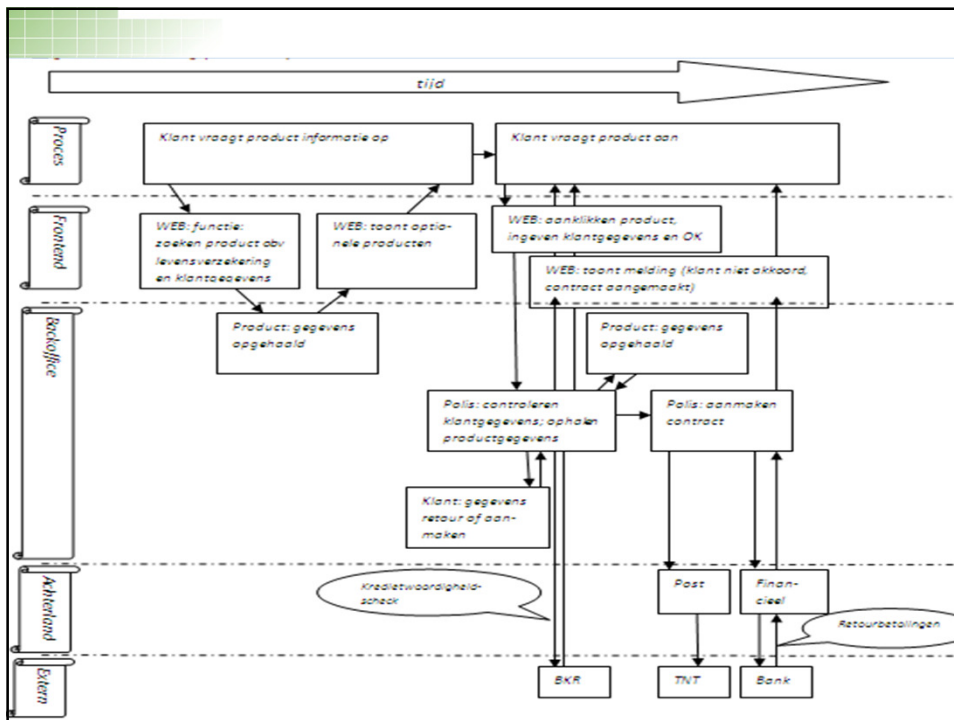 tijd
Proces
Klant vraagt product informatie op
Klant vraagt product aan
Frontend
WEB: functie:
zoeken product obv
levensverzekering
en klantgegevens
WEB: toont optio-
nele producten
WEB: aanklikken product,
ingeven klantgegevens en OK
WEB: toont melding (klant niet akkoord,
contract aangemaakt)
Backoffice
Product: gegevens
opgehaald
Product: gegevens
opgehaald
Polis: controleren
klantgegevens; ophalen
productgegevens
Polis: aanmaken
contract
Klant: gegevens
retour of aan-
maken
Achterland
Kredietwaardigheid-
scheck
Post
Finan-
cieel
Retourbetalingen
Extern
BKR
TNT
Bank